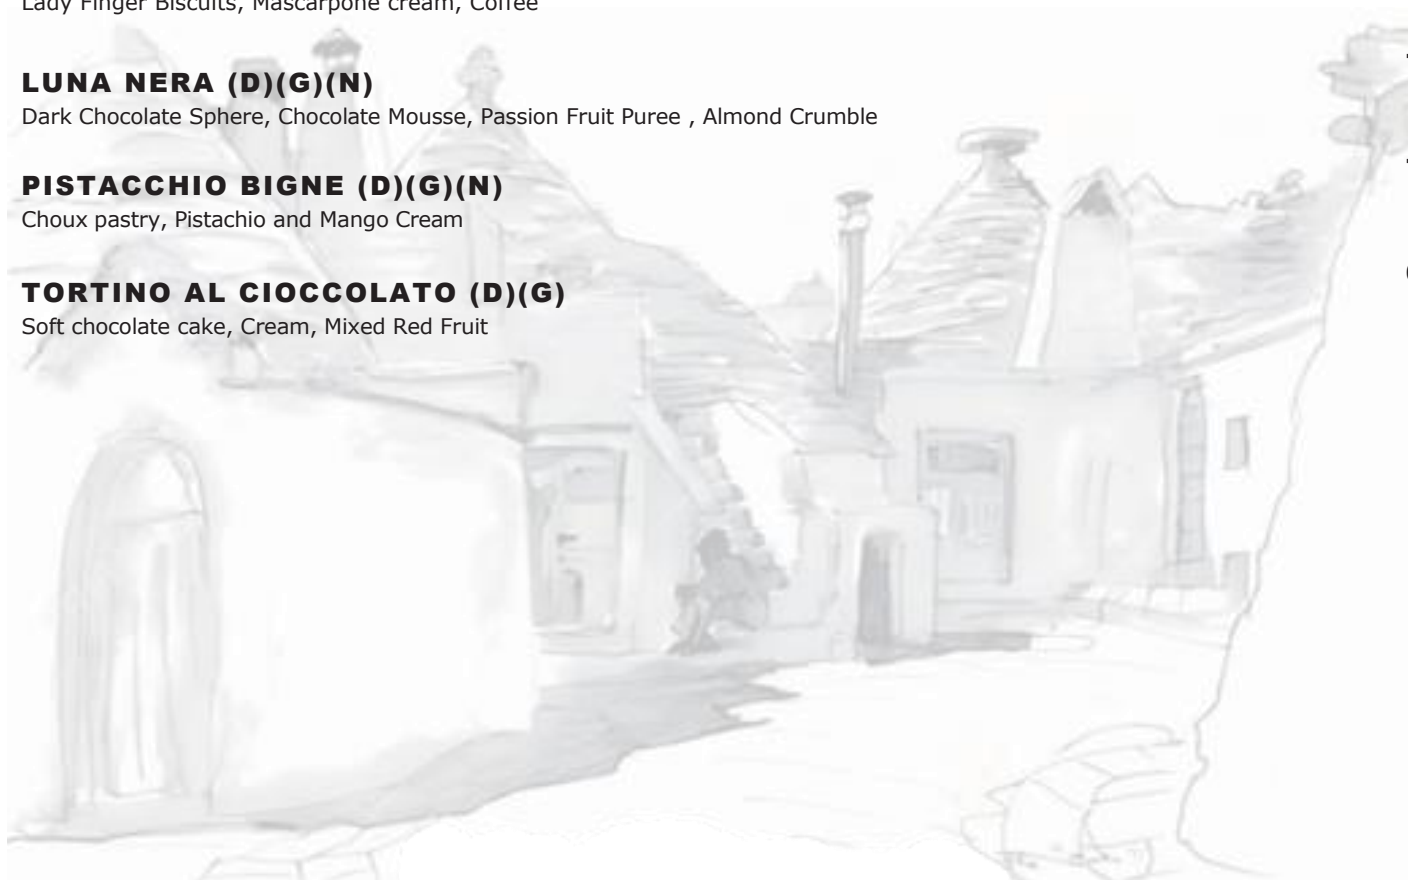 Lady Finger Biscuits, Mascarpone cream, Coffee
LUNA NERA (D)(G)(N)
Dark Chocolate Sphere, Chocolate Mousse, Passion Fruit Puree , Almond Crumble
PISTACCHIO BIGNE (D)(G)(N)
Choux pastry, Pistachio and Mango Cream
TORTINO AL CIOCCOLATO (D)(G)
Soft chocolate cake, Cream, Mixed Red Fruit